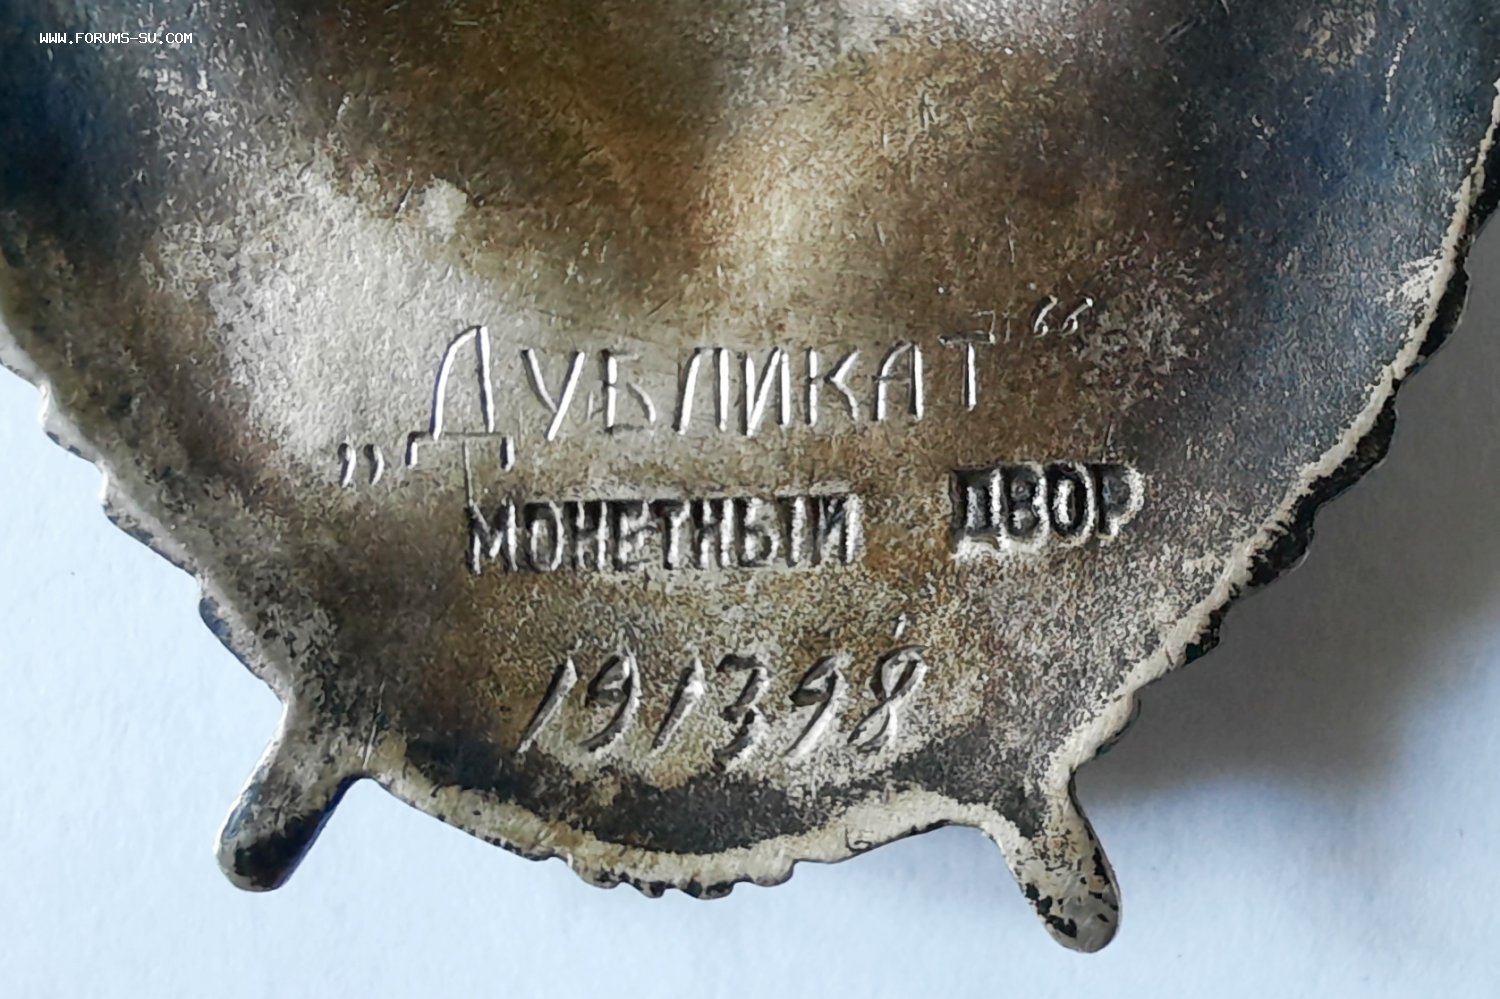 WWW.FORUMS-SU.COM
„Дубликат“
МОНЕТНЫЙ ДВОР
191398